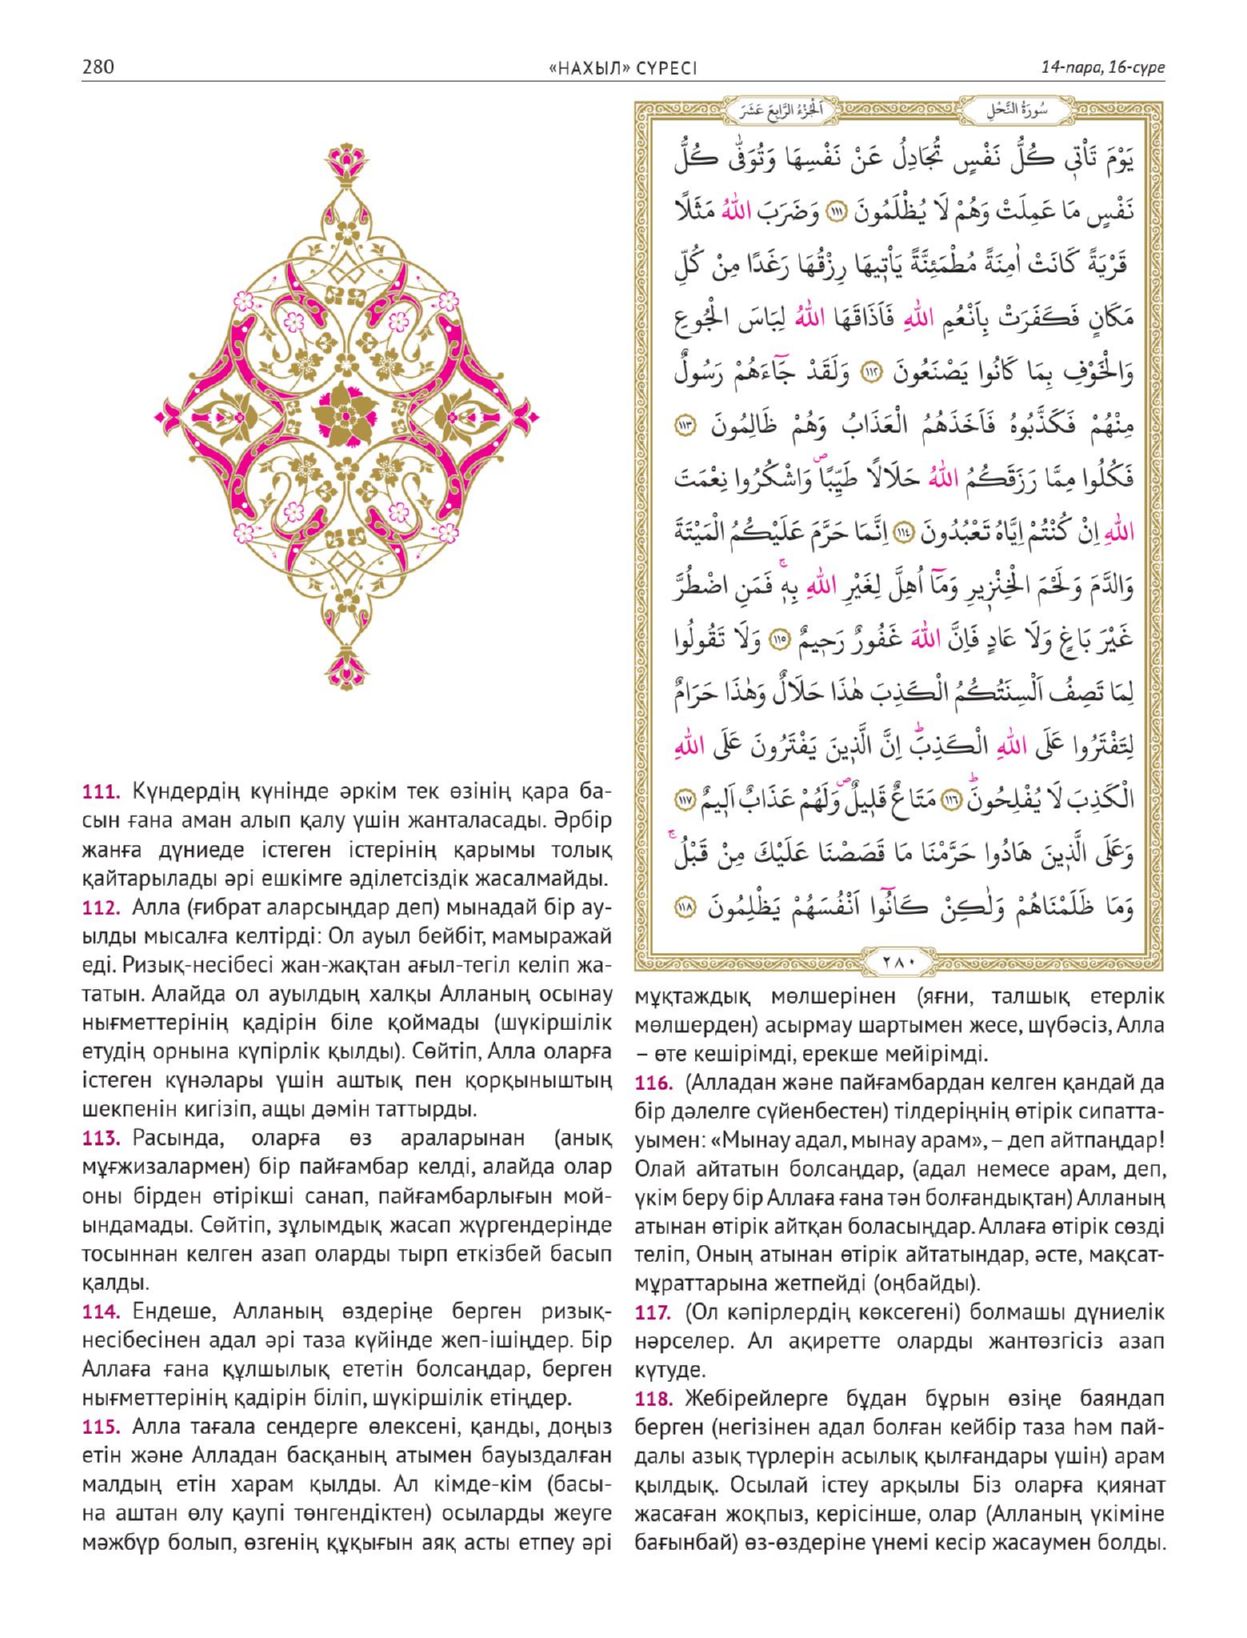 280
«НАХЫЛ» СҮРЕСІ
14-пара, 16-сүре
اَلْجُزْءُ الرَّابِعَ عَشَرَ
سُورَةُ النَّحْلِ
يَوْمَ تَأْتٖي كُلُّ نَفْسٍ تُجَادِلُ عَنْ نَفْسِهَا وَتُوَفّٰى كُلُّ
نَفْسٍ مَا عَمِلَتْ وَهُمْ لَا يُظْلَمُونَ ﴿١١١﴾ وَضَرَبَ اللّٰهُ مَثَلًا
قَرْيَةً كَانَتْ اٰمِنَةً مُطْمَئِنَّةً يَأْتٖيهَا رِزْقُهَا رَغَدًا مِنْ كُلِّ
مَكَانٍ فَكَفَرَتْ بِاَنْعُمِ اللّٰهِ فَاَذَاقَهَا اللّٰهُ لِبَاسَ الْجُوعِ
وَالْخَوْفِ بِمَا كَانُوا يَصْنَعُونَ ﴿١١٢﴾ وَلَقَدْ جَٓاءَهُمْ رَسُولٌ
مِنْهُمْ فَكَذَّبُوهُ فَاَخَذَهُمُ الْعَذَابُ وَهُمْ ظَالِمُونَ ﴿١١٣﴾
فَكُلُوا مِمَّا رَزَقَكُمُ اللّٰهُ حَلَالًا طَيِّبًاۖ وَاشْكُرُوا نِعْمَتَ
اللّٰهِ اِنْ كُنْتُمْ اِيَّاهُ تَعْبُدُونَ ﴿١١٤﴾ اِنَّمَا حَرَّمَ عَلَيْكُمُ الْمَيْتَةَ
وَالدَّمَ وَلَحْمَ الْخِنْزٖيرِ وَمَٓا اُهِلَّ لِغَيْرِ اللّٰهِ بِهٖۚ فَمَنِ اضْطُرَّ
غَيْرَ بَاغٍ وَلَا عَادٍ فَاِنَّ اللّٰهَ غَفُورٌ رَحٖيمٌ ﴿١١٥﴾ وَلَا تَقُولُوا
لِمَا تَصِفُ اَلْسِنَتُكُمُ الْكَذِبَ هٰذَا حَلَالٌ وَهٰذَا حَرَامٌ
لِتَفْتَرُوا عَلَى اللّٰهِ الْكَذِبَۜ اِنَّ الَّذٖينَ يَفْتَرُونَ عَلَى اللّٰهِ
الْكَذِبَ لَا يُفْلِحُونَۜ ﴿١١٦﴾ مَتَاعٌ قَلٖيلٌۖ وَلَهُمْ عَذَابٌ اَلٖيمٌ ﴿١١٧﴾
وَعَلَى الَّذٖينَ هَادُوا حَرَّمْنَا مَا قَصَصْنَا عَلَيْكَ مِنْ قَبْلُۚ
وَمَا ظَلَمْنَاهُمْ وَلٰكِنْ كَانُٓوا اَنْفُسَهُمْ يَظْلِمُونَ ﴿١١٨﴾
٢٨٠
111. Күндердің күнінде әркім тек өзінің қара ба-
сын ғана аман алып қалу үшін жанталасады. Әрбір
жанға дүниеде істеген істерінің қарымы толық
қайтарылады әрі ешкімге әділетсіздік жасалмайды.
112. Алла (ғибрат аларсыңдар деп) мынадай бір ау-
ылды мысалға келтірді: Ол ауыл бейбіт, мамыражай
еді. Ризық-несібесі жан-жақтан ағыл-тегіл келіп жа-
татын. Алайда ол ауылдың халқы Алланың осынау
нығметтерінің қадірін біле қоймады (шүкіршілік
етудің орнына күпірлік қылды). Сөйтіп, Алла оларға
істеген күнәлары үшін аштық пен қорқыныштың
шекпенін кигізіп, ащы дәмін таттырды.
113. Расында, оларға өз араларынан (анық
мұғжизалармен) бір пайғамбар келді, алайда олар
оны бірден өтірікші санап, пайғамбарлығын мой-
ындамады. Сөйтіп, зұлымдық жасап жүргендерінде
тосыннан келген азап оларды тырп еткізбей басып
қалды.
114. Ендеше, Алланың өздеріңе берген ризық-
несібесінен адал әрі таза күйінде жеп-ішіңдер. Бір
Аллаға ғана құлшылық ететін болсаңдар, берген
нығметтерінің қадірін біліп, шүкіршілік етіңдер.
115. Алла тағала сендерге өлексені, қанды, доңыз
етін және Алладан басқаның атымен бауыздалған
малдың етін харам қылды. Ал кімде-кім (басы-
на аштан өлу қаупі төнгендіктен) осыларды жеуге
мәжбүр болып, өзгенің құқығын аяқ асты етпеу әрі
мұқтаждық мөлшерінен (яғни, талшық етерлік
мөлшерден) асырмау шартымен жесе, шүбәсіз, Алла
– өте кешірімді, ерекше мейірімді.
116. (Алладан және пайғамбардан келген қандай да
бір дәлелге сүйенбестен) тілдеріңнің өтірік сипатта-
уымен: «Мынау адал, мынау арам», – деп айтпаңдар!
Олай айтатын болсаңдар, (адал немесе арам, деп,
үкім беру бір Аллаға ғана тән болғандықтан) Алланың
атынан өтірік айтқан боласыңдар. Аллаға өтірік сөзді
теліп, Оның атынан өтірік айтатындар, әсте, мақсат-
мұраттарына жетпейді (оңбайды).
117. (Ол кәпірлердің көксегені) болмашы дүниелік
нәрселер. Ал ақиретте оларды жантөзгісіз азап
күтуде.
118. Жебірейлерге бұдан бұрын өзіңе баяндап
берген (негізінен адал болған кейбір таза һәм пай-
далы азық түрлерін асылық қылғандары үшін) арам
қылдық. Осылай істеу арқылы Біз оларға қиянат
жасаған жоқпыз, керісінше, олар (Алланың үкіміне
бағынбай) өз-өздеріне үнемі кесір жасаумен болды.